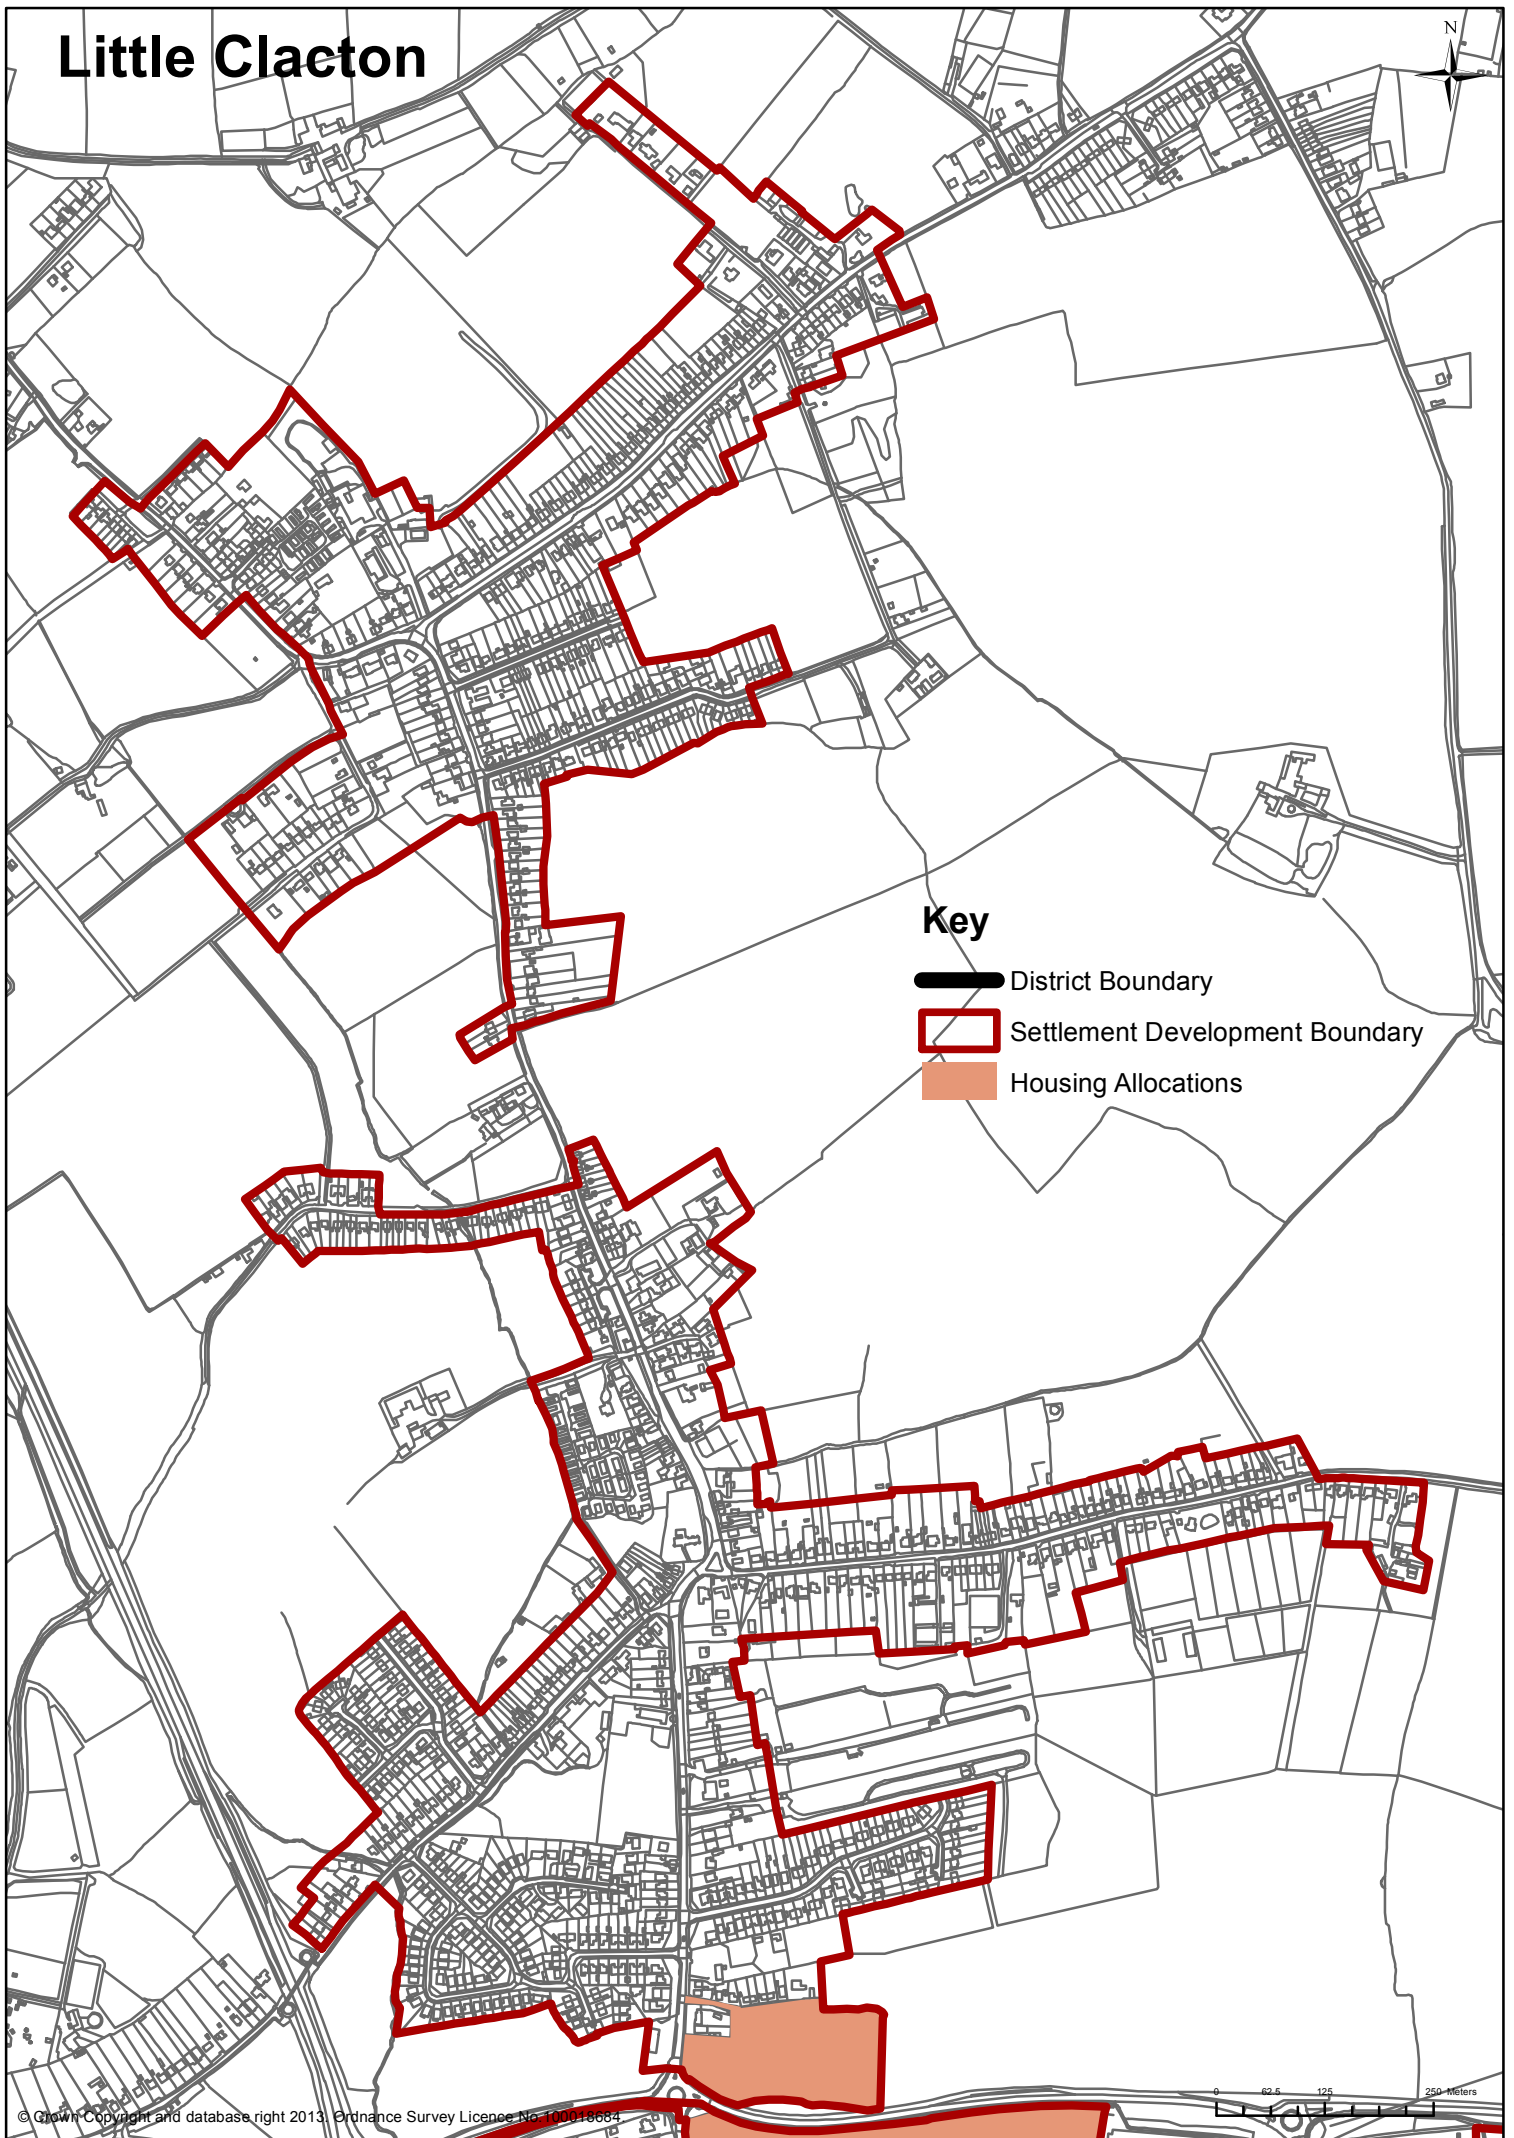 Little Clacton
N
Key
District Boundary
Settlement Development Boundary
Housing Allocations
0 62.5 125 250 Meters
© Crown Copyright and database right 2013. Ordnance Survey Licence No.100018684.